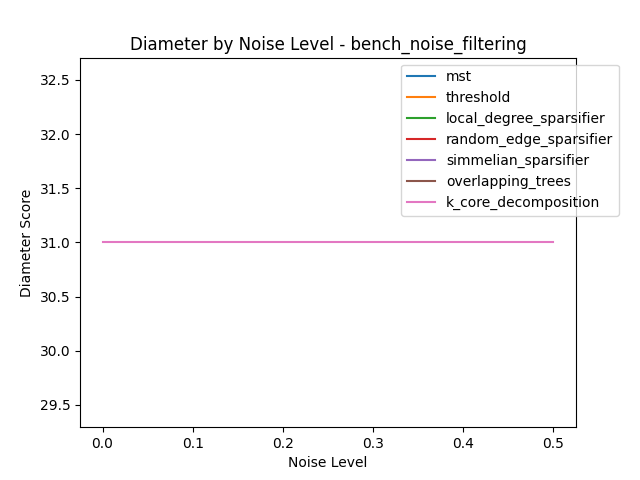 Diameter by Noise Level - bench_noise_filtering
mst
threshold
local_degree_sparsifier
random_edge_sparsifier
simmelian_sparsifier
overlapping_trees
k_core_decomposition
Diameter Score
32.5
32.0
31.5
31.0
30.5
30.0
29.5
0.0 0.1 0.2 0.3 0.4 0.5
Noise Level